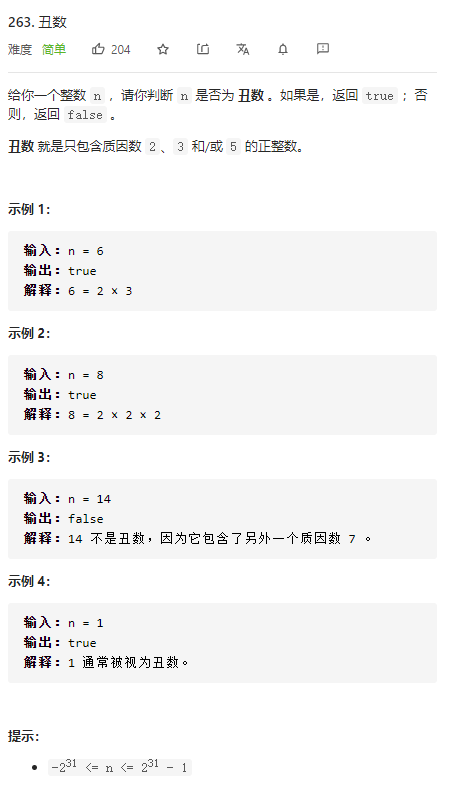 263. 丑数
难度 简单 204
给你一个整数 n ，请你判断 n 是否为 丑数 。如果是，返回 true ；否
则，返回 false 。
丑数 就是只包含质因数 2 、3 和/或 5 的正整数。
示例 1：
输入：n = 6
输出：true
解释：6 = 2 × 3
示例 2：
输入：n = 8
输出：true
解释：8 = 2 × 2 × 2
示例 3：
输入：n = 14
输出：false
解释：14 不是丑数，因为它包含了另外一个质因数 7 。
示例 4：
输入：n = 1
输出：true
解释：1 通常被视为丑数。
提示：
-2³¹ <= n <= 2³¹ - 1